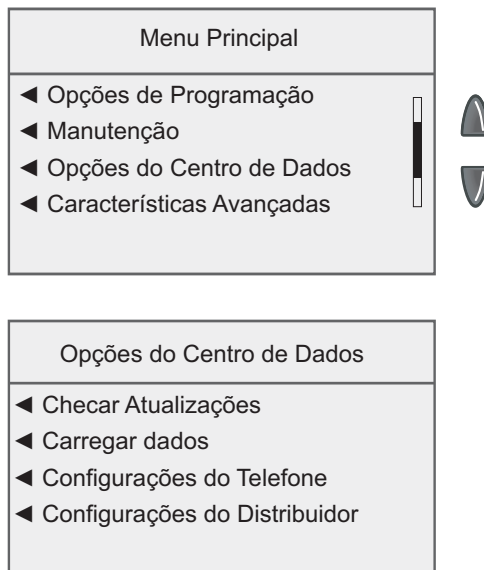 Menu Principal
Opções de Programação
Manutenção
Opções do Centro de Dados
Características Avançadas
Opções do Centro de Dados
Checar Atualizações
Carregar dados
Configurações do Telefone
Configurações do Distribuidor